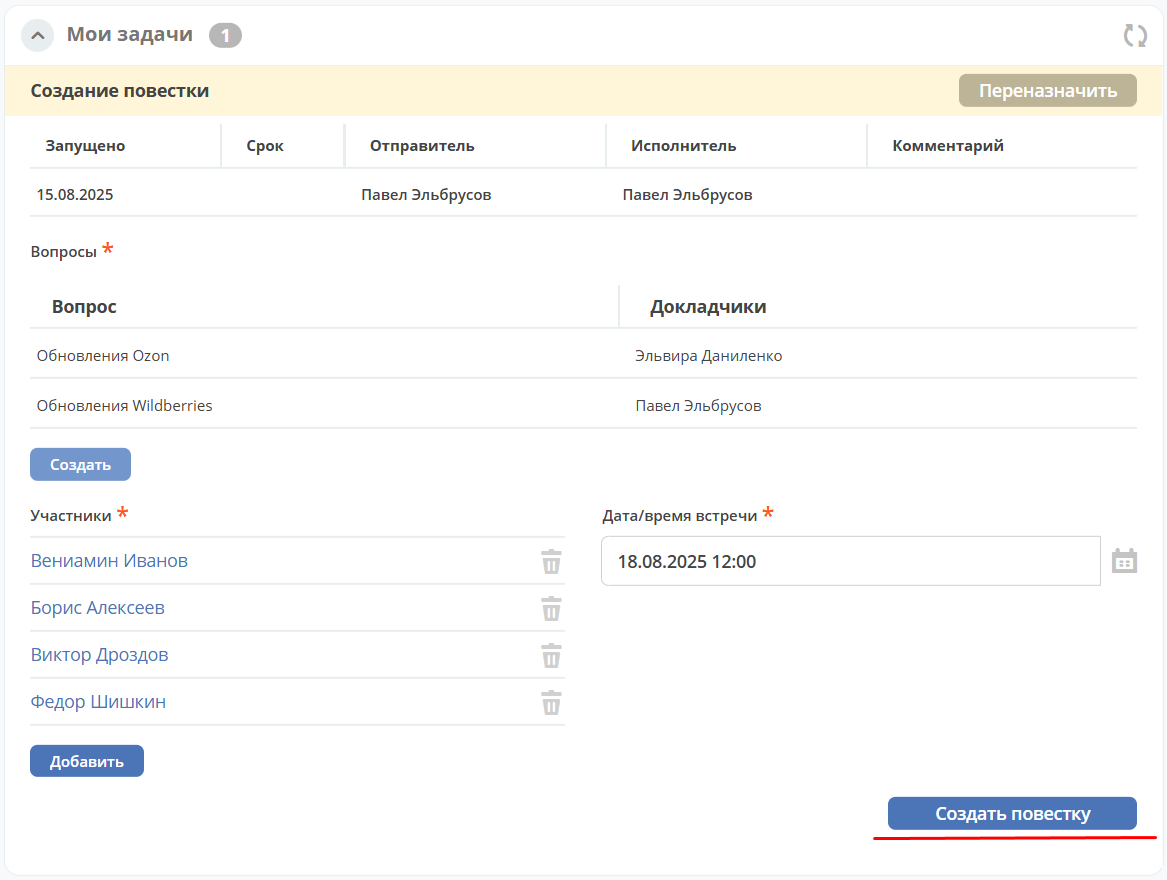 Мои задачи 1
Создание повестки Переназначить
Запущено Срок Отправитель Исполнитель Комментарий
15.08.2025 Павел Эльбрусов Павел Эльбрусов
Вопросы *
Вопрос Докладчики
Обновления Ozon Эльвира Даниленко
Обновления Wildberries Павел Эльбрусов
Создать
Участники * Дата/время встречи *
Вениамин Иванов 18.08.2025 12:00
Борис Алексеев
Виктор Дроздов
Федор Шишкин
Добавить
Создать повестку